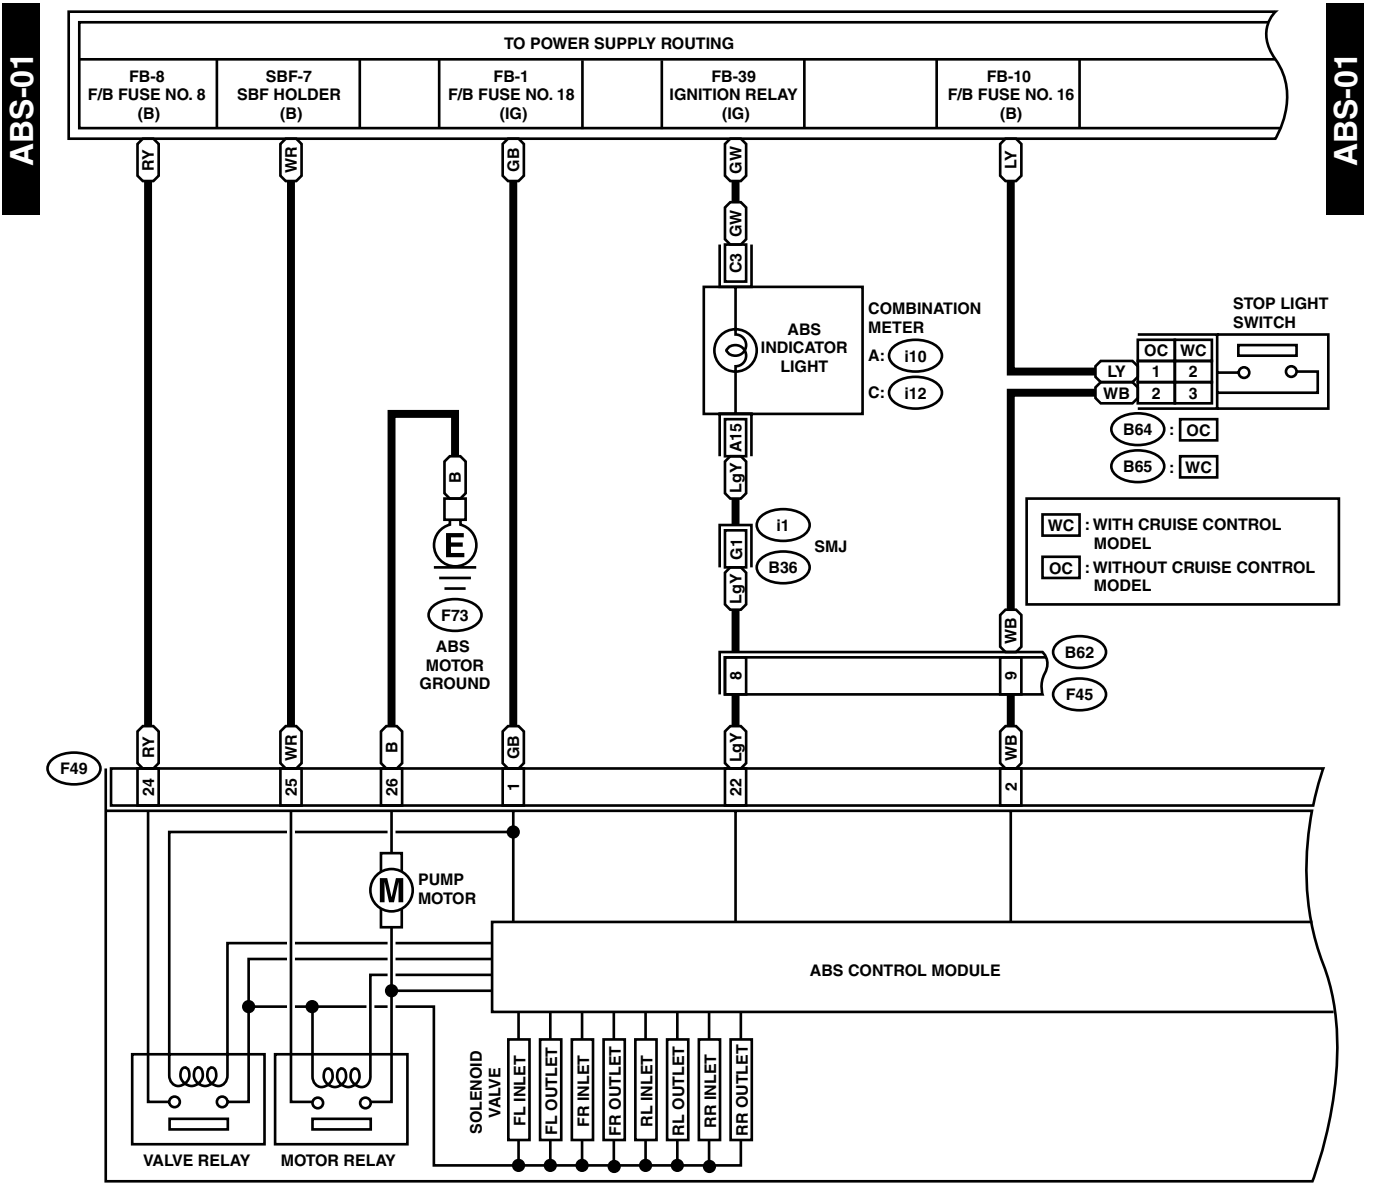 ABS-01
ABS-01
TO POWER SUPPLY ROUTING
FB-8
F/B FUSE NO. 8
(B)
SBF-7
SBF HOLDER
(B)
FB-1
F/B FUSE NO. 18
(IG)
FB-39
IGNITION RELAY
(IG)
FB-10
F/B FUSE NO. 16
(B)
RY
WR
GB
GW
LY
GW
C3
ABS
INDICATOR
LIGHT
COMBINATION
METER
A: i10
C: i12
STOP LIGHT
SWITCH
OC WC
LY 1 2
WB 2 3
B64 : OC
B65 : WC
A15
LgY
B
E
F73
ABS
MOTOR
GROUND
G1
i1
SMJ
B36
LgY
WC : WITH CRUISE CONTROL
MODEL
OC : WITHOUT CRUISE CONTROL
MODEL
WB
8
9
B62
F45
RY
WR
B
GB
LgY
WB
F49
24
25
26
1
22
2
M
PUMP
MOTOR
ABS CONTROL MODULE
SOLENOID
VALVE
FL INLET
FL OUTLET
FR INLET
FR OUTLET
RL INLET
RL OUTLET
RR INLET
RR OUTLET
VALVE RELAY
MOTOR RELAY